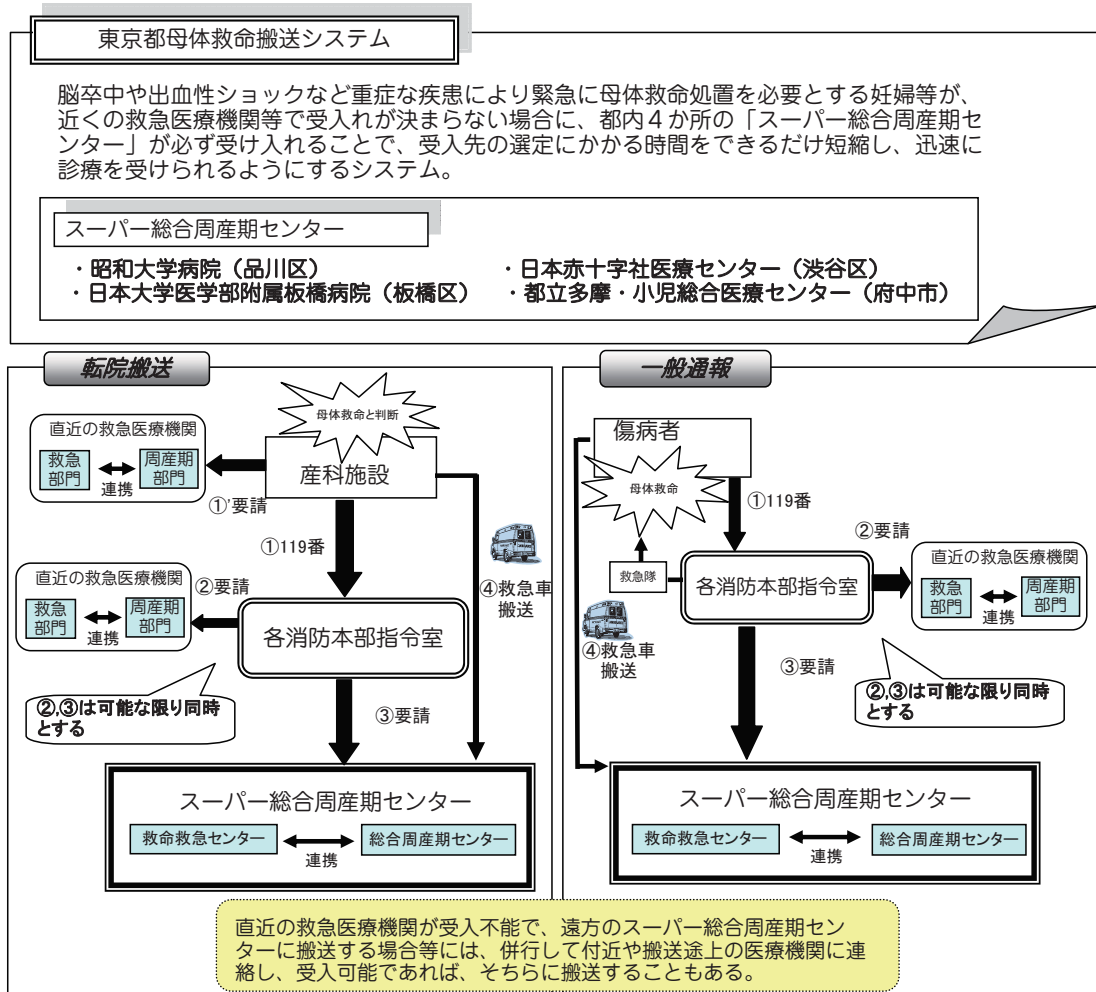 東京都母体救命搬送システム
脳卒中や出血性ショックなど重症な疾患により緊急に母体救命処置を必要とする妊婦等が、
近くの救急医療機関等で受入れが決まらない場合に、都内４か所の「スーパー総合周産期セ
ンター」が必ず受け入れることで、受入先の選定にかかる時間をできるだけ短縮し、迅速に
診療を受けられるようにするシステム。
スーパー総合周産期センター
・昭和大学病院（品川区）
・日本赤十字社医療センター（渋谷区）
・日本大学医学部附属板橋病院（板橋区）
・都立多摩・小児総合医療センター（府中市）
転院搬送
母体救命と判断
直近の救急医療機関
救急
部門
連携
周産期
部門
産科施設
①’要請
①119番
直近の救急医療機関
救急
部門
連携
周産期
部門
②要請
④救急車
搬送
各消防本部指令室
②,③は可能な限り同時
とする
③要請
スーパー総合周産期センター
救命救急センター
連携
総合周産期センター
一般通報
傷病者
母体救命
①119番
②要請
救急隊
各消防本部指令室
直近の救急医療機関
救急
部門
連携
周産期
部門
④救急車
搬送
③要請
②,③は可能な限り同時
とする
スーパー総合周産期センター
救命救急センター
連携
総合周産期センター
直近の救急医療機関が受入不能で、遠方のスーパー総合周産期セン
ターに搬送する場合等には、併行して付近や搬送途上の医療機関に連
絡し、受入可能であれば、そちらに搬送することもある。